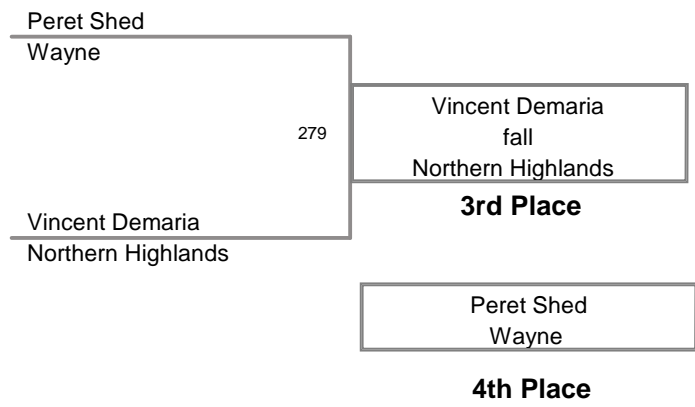 Peret Shed
Wayne
279
Vincent Demaria
fall
Northern Highlands
3rd Place
Vincent Demaria
Northern Highlands
Peret Shed
Wayne
4th Place